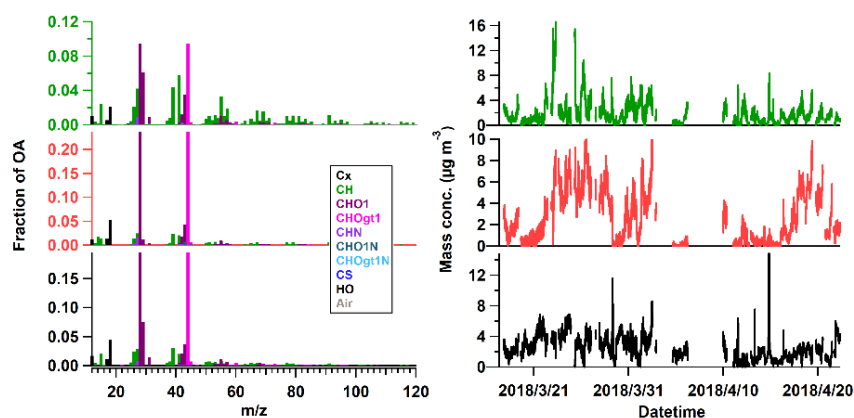 0.12
0.08
0.04
0.00
0.20
0.15
0.10
0.05
0.00
0.15
0.10
0.05
0.00
Fraction of OA
20
40
60
80
100
120
m/z
Cx
CH
CHO1
CHOgt1
CHN
CHO1N
CHOgt1N
CS
HO
Air
16
12
8
4
0
10
8
6
4
2
0
12
8
4
0
Mass conc. (µg m⁻³)
2018/3/21
2018/3/31
2018/4/10
2018/4/20
Datetime